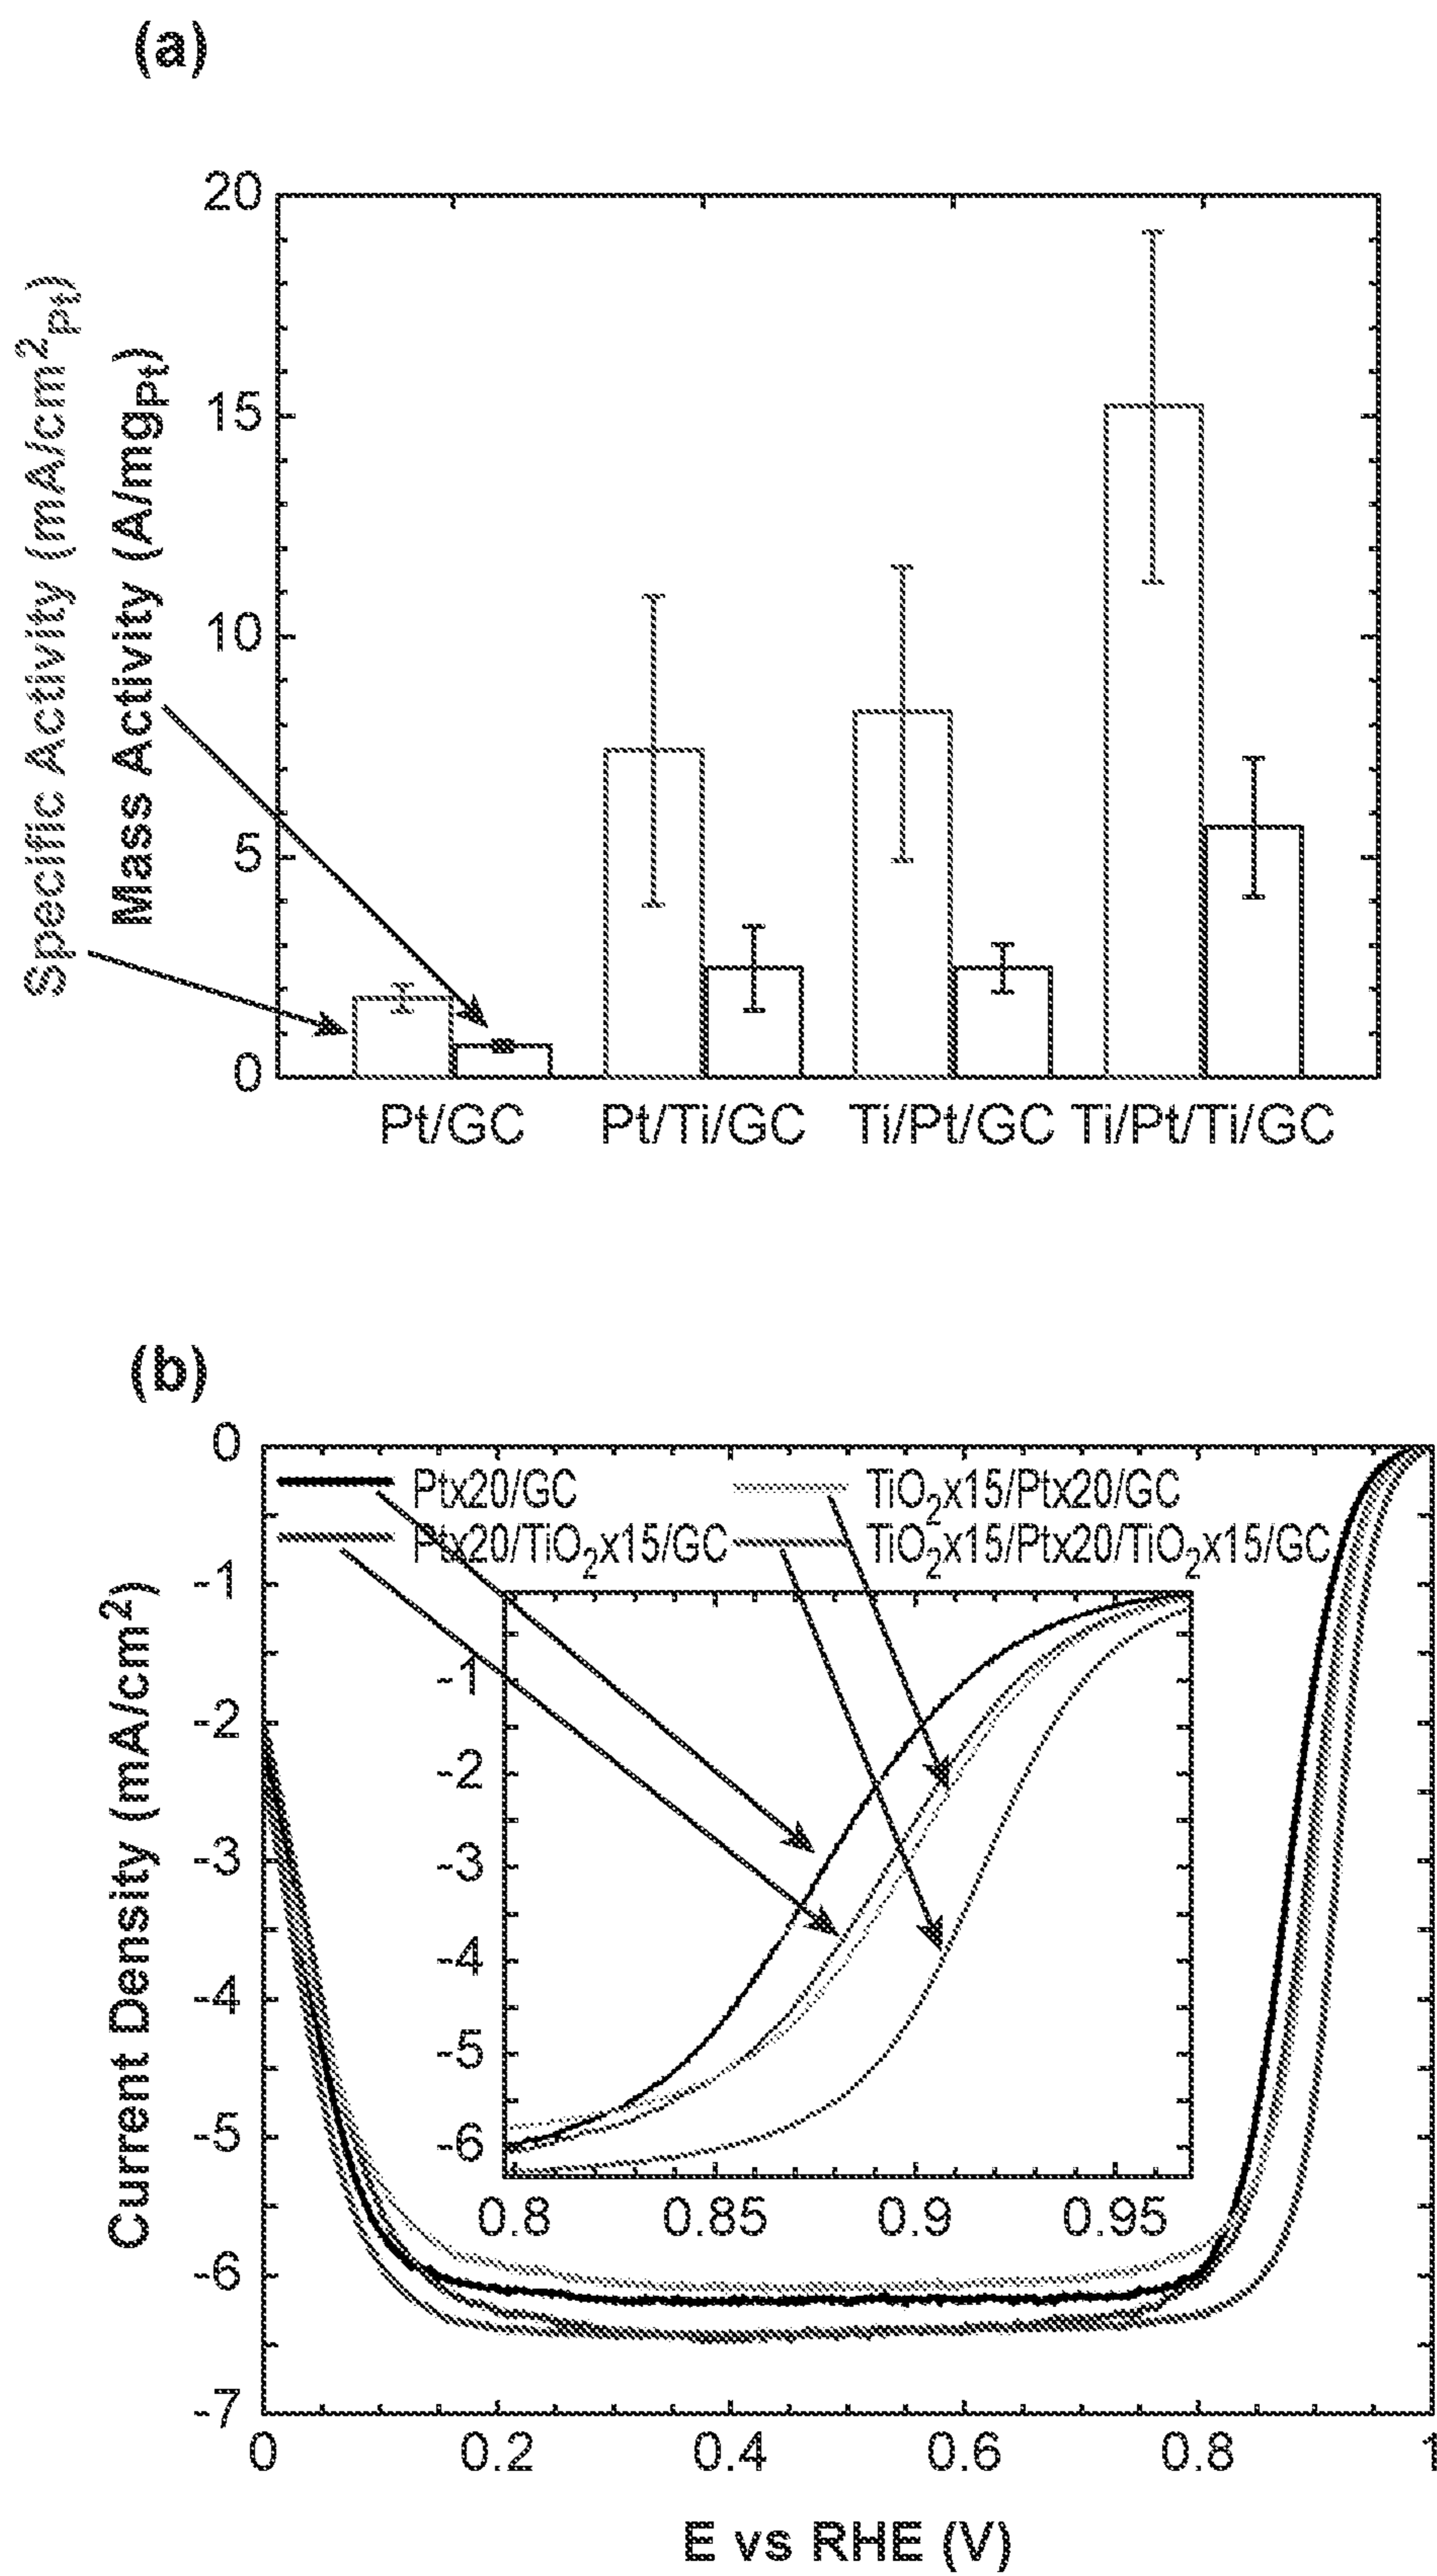 (a)
Specific Activity (mA/cm²Pt)
Mass Activity (A/mgPt)
20
15
10
5
0
Pt/GC
Pt/Ti/GC
Ti/Pt/GC
Ti/Pt/Ti/GC
(b)
Current Density (mA/cm²)
0
-1
-2
-3
-4
-5
-6
-7
Ptx20/GC
TiO₂x15/Ptx20/GC
Ptx20/TiO₂x15/GC
TiO₂x15/Ptx20/TiO₂x15/GC
-1
-2
-3
-4
-5
-6
0.8
0.85
0.9
0.95
0
0.2
0.4
0.6
0.8
1
E vs RHE (V)